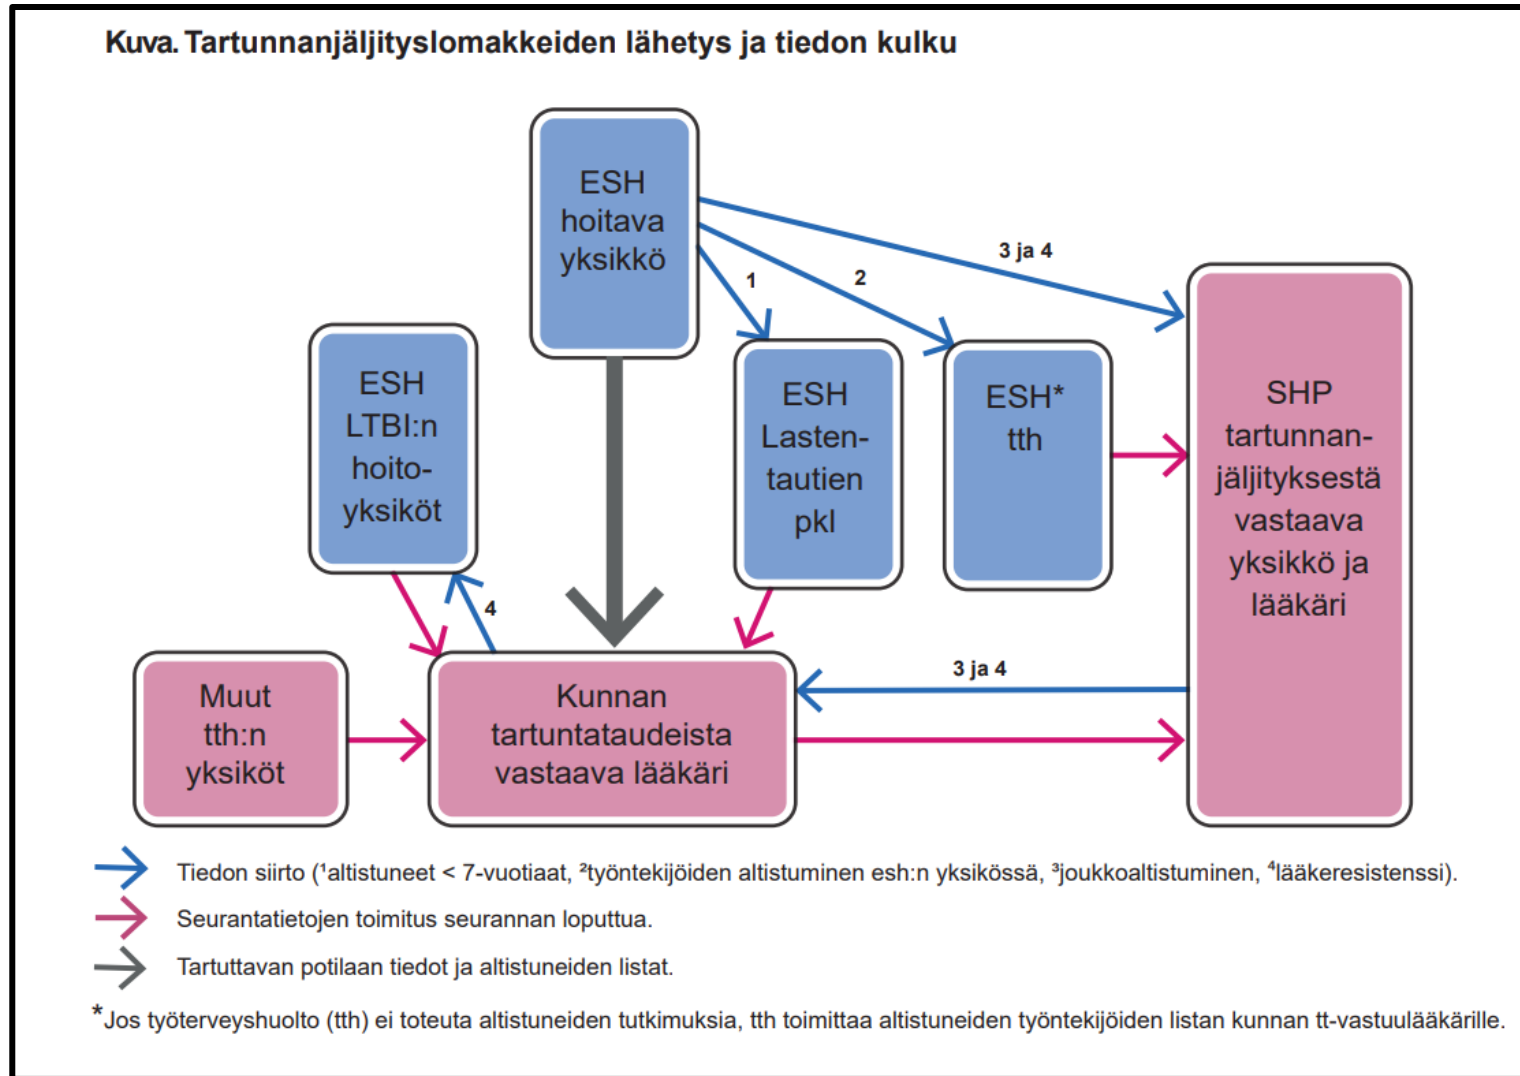 Kuva. Tartunnanjäljityslomakkeiden lähetys ja tiedon kulku
ESH
hoitava
yksikkö
3 ja 4
1
2
ESH
LTBI:n
hoito-
yksiköt
ESH
Lasten-
tautien
pkl
ESH*
tth
SHP
tartunnan-
jäljityksestä
vastaava
yksikkö ja
lääkäri
4
3 ja 4
Muut
tth:n
yksiköt
Kunnan
tartuntataudeista
vastaava lääkäri
Tiedon siirto (¹altistuneet < 7-vuotiaat, ²työntekijöiden altistuminen esh:n yksikössä, ³joukkoaltistuminen, ⁴lääkeresistenssi).
Seurantatietojen toimitus seurannan loputtua.
Tartuttavan potilaan tiedot ja altistuneiden listat.
*Jos työterveyshuolto (tth) ei toteuta altistuneiden tutkimuksia, tth toimittaa altistuneiden työntekijöiden listan kunnan tt-vastuulääkärille.